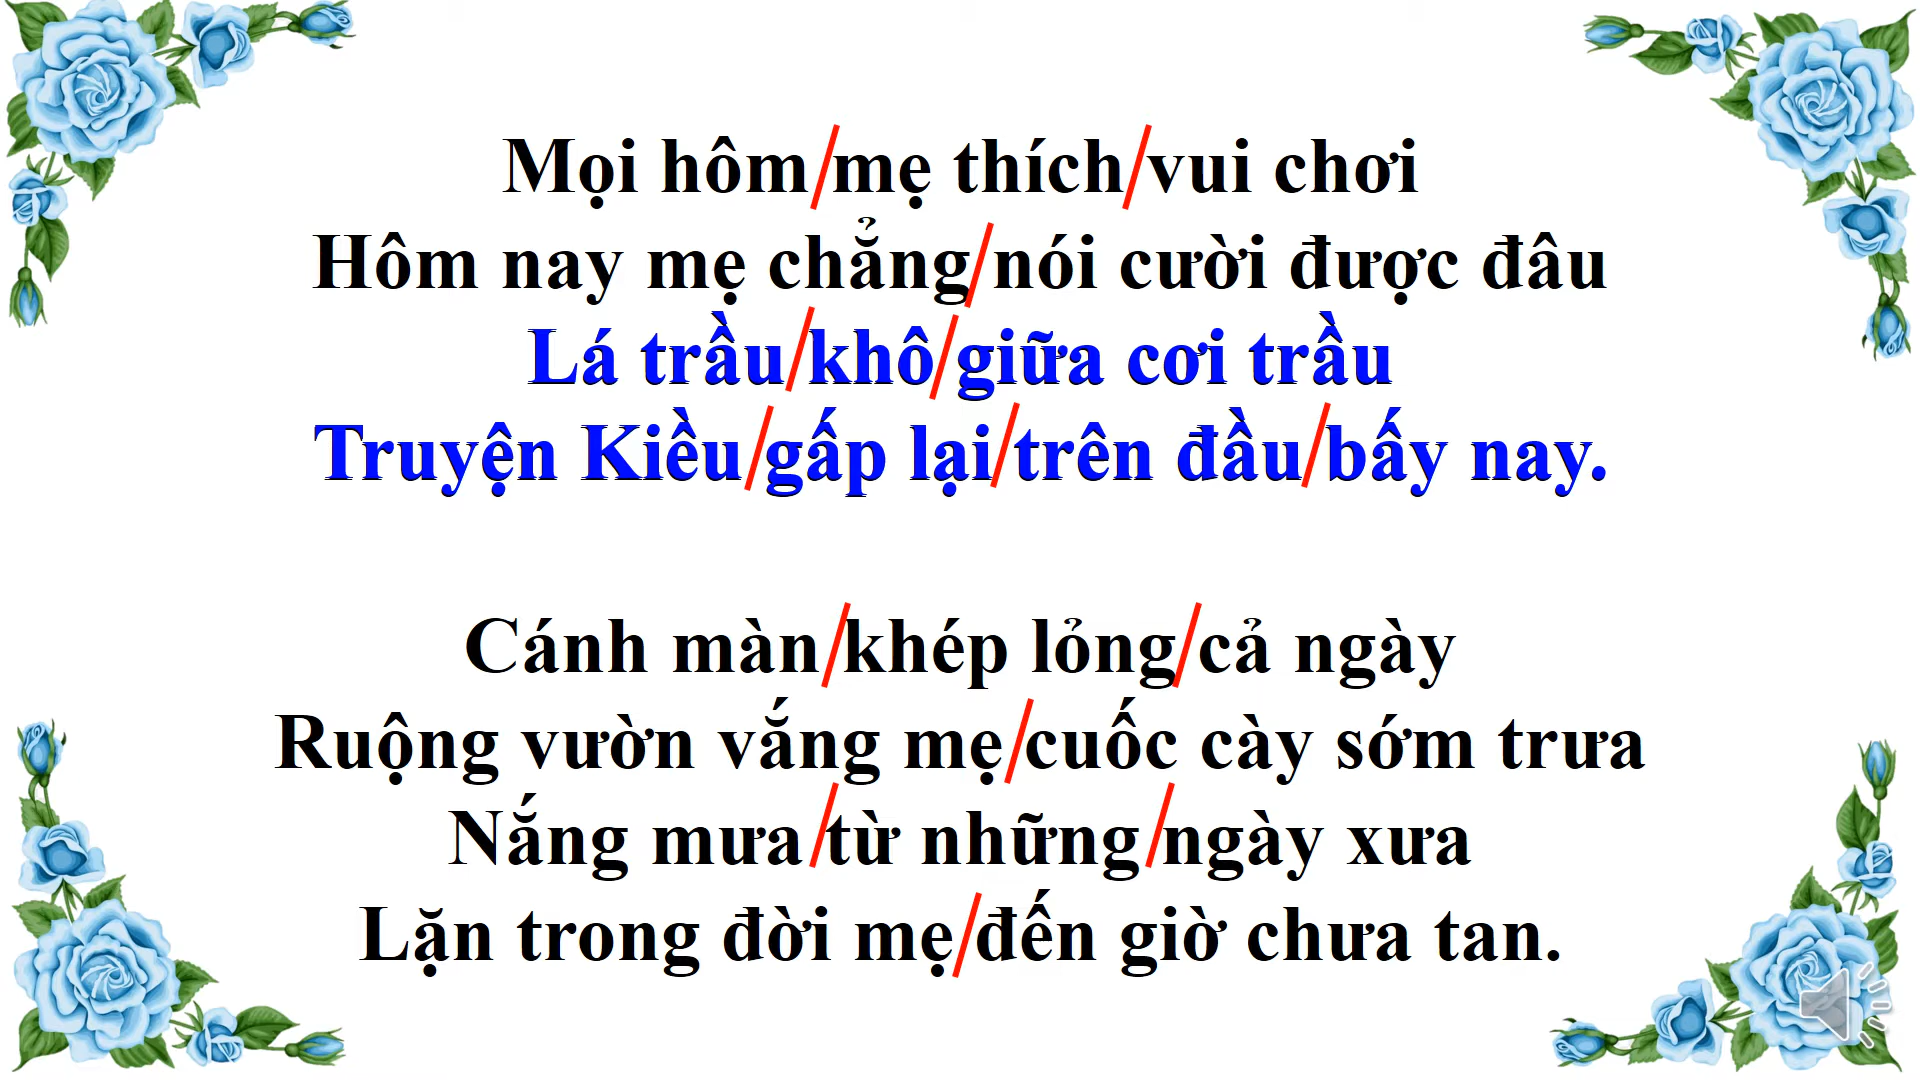 Mọi hôm/mẹ thích/vui chơi
Hôm nay mẹ chẳng/nói cười được đâu
Lá trầu/khô/giữa cơi trầu
Truyện Kiều/gấp lại/trên đầu/bấy nay.
Cánh màn/khép lỏng/cả ngày
Ruộng vườn vắng mẹ/cuốc cày sớm trưa
Nắng mưa/từ những/ngày xưa
Lặn trong đời mẹ/đến giờ chưa tan.